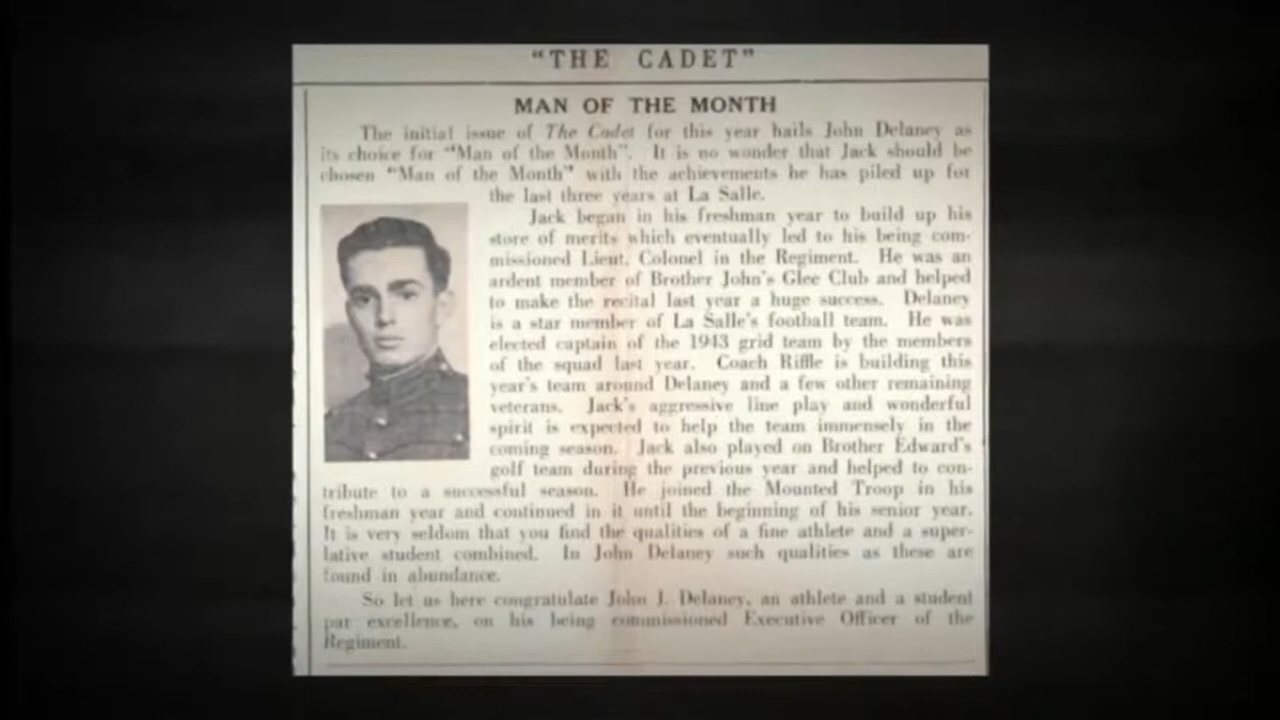 "THE CADET"
MAN OF THE MONTH
The initial issue of The Cadet for this year hails John Delaney as
its choice for "Man of the Month". It is no wonder that Jack should be
chosen "Man of the Month" with the achievements he has piled up for
the last three years at La Salle.
Jack began in his freshman year to build up his
store of merits which eventually led to his being com-
missioned Lieut. Colonel in the Regiment. He was an
ardent member of Brother John's Glee Club and helped
to make the recital last year a huge success. Delaney
is a star member of La Salle's football team. He was
elected captain of the 1943 grid team by the members
of the squad last year. Coach Riffle is building this
year's team around Delaney and a few other remaining
veterans. Jack's aggressive line play and wonderful
spirit is expected to help the team immensely in the
coming season. Jack also played on Brother Edward's
golf team during the previous year and helped to con-
tribute to a successful season. He joined the Mounted Troop in his
freshman year and continued in it until the beginning of his senior year.
It is very seldom that you find the qualities of a fine athlete and a super-
lative student combined. In John Delaney such qualities as these are
found in abundance.
So let us here congratulate John J. Delaney, an athlete and a student
par excellence, on his being commissioned Executive Officer of the
Regiment.